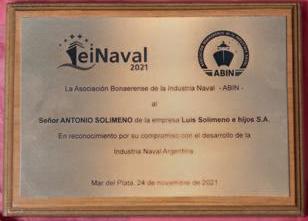 eiNaval
2021
ABIN
La Asociación Bonaerense de la Industria Naval - ABIN -
al
Señor ANTONIO SOLIMENO de la empresa Luis Solimeno e hijos S.A.
En reconocimiento por su compromiso con el desarrollo de la
Industria Naval Argentina
Mar del Plata, 24 de noviembre de 2021